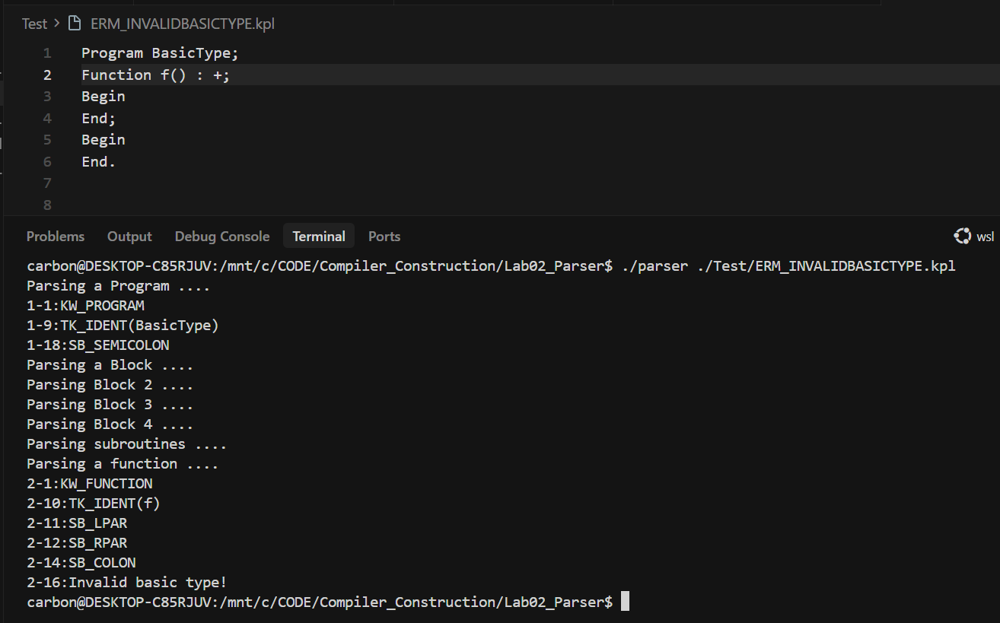 Test > ERM_INVALIDBASICTYPE.kpl
1 Program BasicType;
2 Function f() : +;
3 Begin
4 End;
5 Begin
6 End.
7
8
Problems Output Debug Console Terminal Ports wsl
carbon@DESKTOP-C85RJUV:/mnt/c/CODE/Compiler_Construction/Lab02_Parser$ ./parser ./Test/ERM_INVALIDBASICTYPE.kpl
Parsing a Program ....
1-1:KW_PROGRAM
1-9:TK_IDENT(BasicType)
1-18:SB_SEMICOLON
Parsing a Block ....
Parsing Block 2 ....
Parsing Block 3 ....
Parsing Block 4 ....
Parsing subroutines ....
Parsing a function ....
2-1:KW_FUNCTION
2-10:TK_IDENT(f)
2-11:SB_LPAR
2-12:SB_RPAR
2-14:SB_COLON
2-16:Invalid basic type!
carbon@DESKTOP-C85RJUV:/mnt/c/CODE/Compiler_Construction/Lab02_Parser$